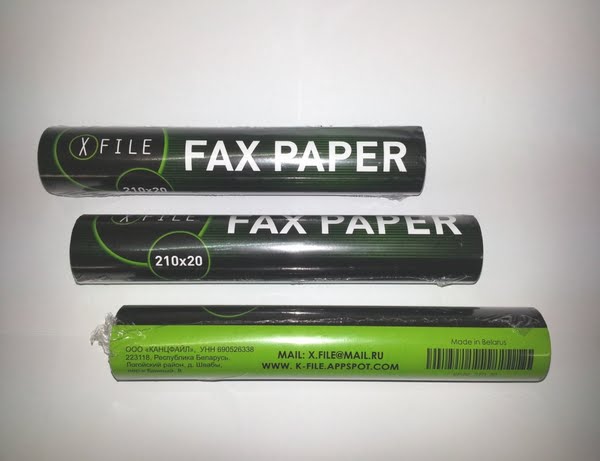 X FILE
FAX PAPER
210x20
X FILE
FAX PAPER
210x20
ООО «КАНЦФАЙЛ», УНН 690528338
223118, Республика Беларусь
Логойский район, д. Швабы,
MAIL: X.FILE@MAIL.RU
WWW. K-FILE.APPSPOT.COM
Made in Belarus